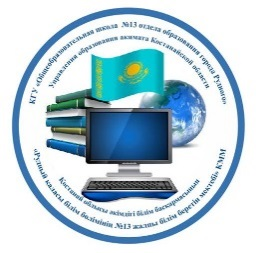 КГУ «Общеобразовательная школа №13 отдела образования города Рудного»
Управления образования акимата Костанайской области
Қостанай облысы әкімдігі білім басқармасының
«Рудный қаласы білім бөлімінің №13 жалпы білім беретін мектебі» КММ